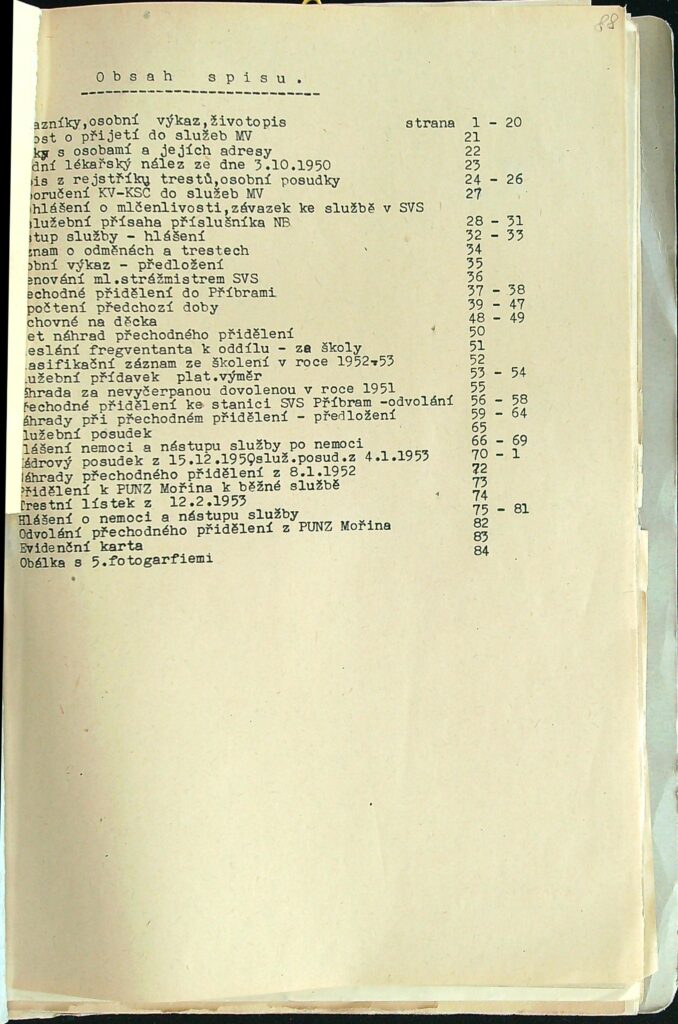 88
Obsah spisu.
azníky,osobní výkaz,životopis strana 1 - 20
ost o přijetí do služeb MV 21
ky s osobami a jejích adresy 22
dní lékařský nález ze dne 3.10.1950 23
is z rejstříku trestů,osobní posudky 24 - 26
oručení KV-KSČ do služeb MV 27
hlášení o mlčenlivosti,závazek ke službě v SVS
služební přísaha příslušníka NB 28 - 31
stup služby - hlášení 32 - 33
znam o odměnách a trestech 34
obní výkaz - předložení 35
enování ml.strážmistrem SVS 36
echodné přidělení do Příbrami 37 - 38
počtení předchozí doby 39 - 47
chovné na děcka 48 - 49
et náhrad přechodného přidělení 50
eslání fregventanta k oddílu - za školy 51
asifikační záznam ze školení v roce 1952-53 52
užební přídavek plat.výměr 53 - 54
áhrada za nevyčerpanou dovolenou v roce 1951 55
řechodné přidělení ke stanici SVS Příbram -odvolání 56 - 58
áhrady při přechodném přidělení - předložení 59 - 64
lužební posudek 65
lášení nemoci a nástupu služby po nemoci 66 - 69
ádrový posudek z 15.12.1959služ.posud.z 4.1.1953 70 - 1
áhrady přechodného přidělení z 8.1.1952 72
Přidělení k PUNZ Mořina k běžné službě 73
Trestní lístek z 12.2.1953 74
Hlášení o nemoci a nástupu služby 75 - 81
Odvolání přechodného přidělení z PUNZ Mořina 82
Evidenční karta 83
Obálka s 5.fotogarfiemi 84